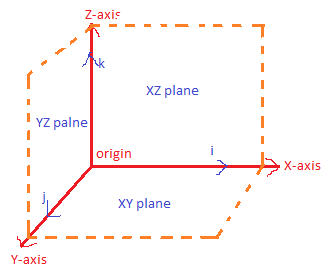 Z-axis
k
XZ plane
YZ palne
origin
i
X-axis
j
XY plane
Y-axis